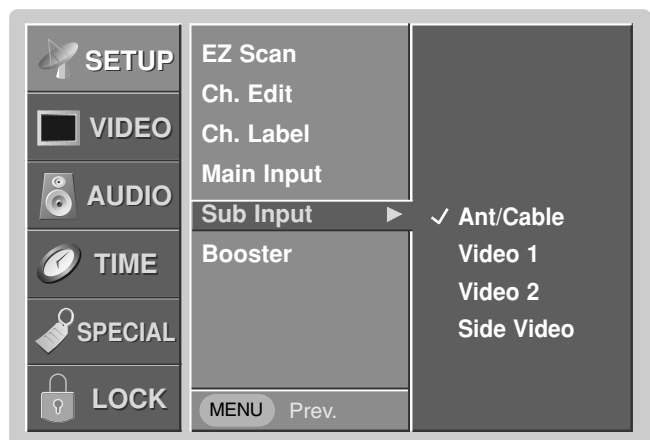 SETUP
VIDEO
AUDIO
TIME
SPECIAL
LOCK
EZ Scan
Ch. Edit
Ch. Label
Main Input
Sub Input
Booster
MENU Prev.
Ant/Cable
Video 1
Video 2
Side Video